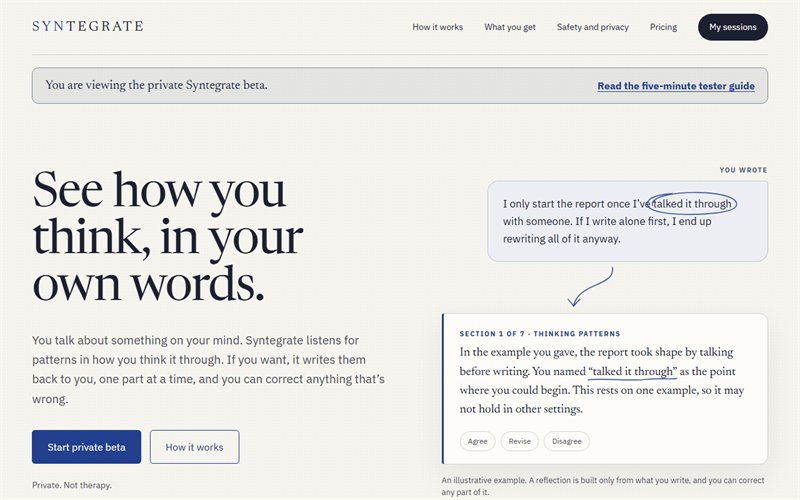 SYNTEGRATE
How it works
What you get
Safety and privacy
Pricing
My sessions
You are viewing the private Syntegrate beta.
Read the five-minute tester guide
See how you
think, in your
own words.
You talk about something on your mind. Syntegrate listens for
patterns in how you think it through. If you want, it writes them
back to you, one part at a time, and you can correct anything that's
wrong.
Start private beta
How it works
Private. Not therapy.
YOU WROTE
I only start the report once I've talked it through
with someone. If I write alone first, I end up
rewriting all of it anyway.
SECTION 1 OF 7 · THINKING PATTERNS
In the example you gave, the report took shape by talking
before writing. You named “talked it through” as the point
where you could begin. This rests on one example, so it may
not hold in other settings.
Agree
Revise
Disagree
An illustrative example. A reflection is built only from what you write, and you can correct
any part of it.